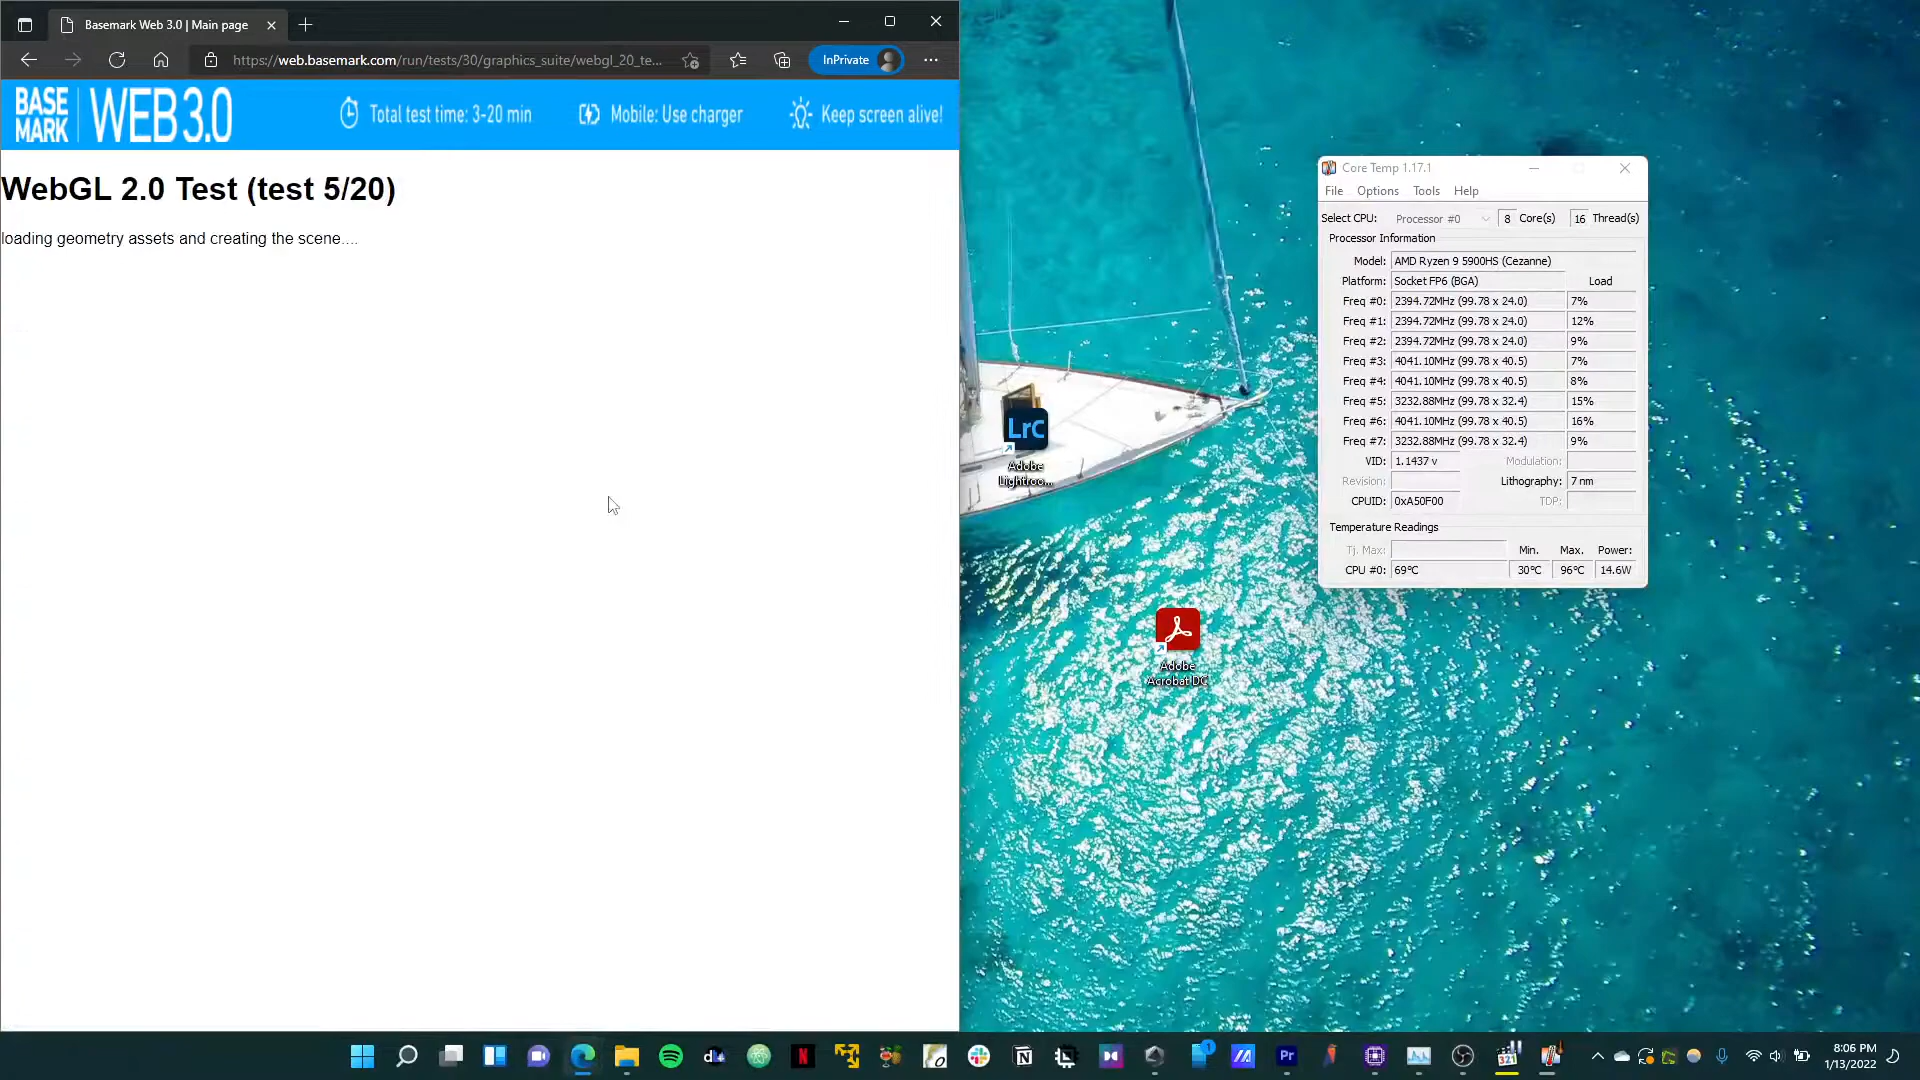 Basemark Web 3.0 | Main page
https://web.basemark.com/run/tests/30/graphics_suite/webgl_20_te...
InPrivate
BASE
MARK
WEB 3.0
Total test time: 3-20 min
Mobile: Use charger
Keep screen alive!
WebGL 2.0 Test (test 5/20)
loading geometry assets and creating the scene....
LrC
Adobe
Lightroo...
Adobe
Acrobat DC
Core Temp 1.17.1
File Options Tools Help
Select CPU: Processor #0 8 Core(s) 16 Thread(s)
Processor Information
Model: AMD Ryzen 9 5900HS (Cezanne)
Platform: Socket FP6 (BGA) Load
Freq #0: 2394.72MHz (99.78 x 24.0) 7%
Freq #1: 2394.72MHz (99.78 x 24.0) 12%
Freq #2: 2394.72MHz (99.78 x 24.0) 9%
Freq #3: 4041.10MHz (99.78 x 40.5) 7%
Freq #4: 4041.10MHz (99.78 x 40.5) 8%
Freq #5: 3232.88MHz (99.78 x 32.4) 15%
Freq #6: 4041.10MHz (99.78 x 40.5) 16%
Freq #7: 3232.88MHz (99.78 x 32.4) 9%
VID: 1.1437 v Modulation:
Revision: Lithography: 7 nm
CPUID: 0xA50F00 TDP:
Temperature Readings
Tj. Max: Min. Max. Power:
CPU #0: 69°C 30°C 96°C 14.6W
N
1
Pr
321
8:06 PM
1/13/2022